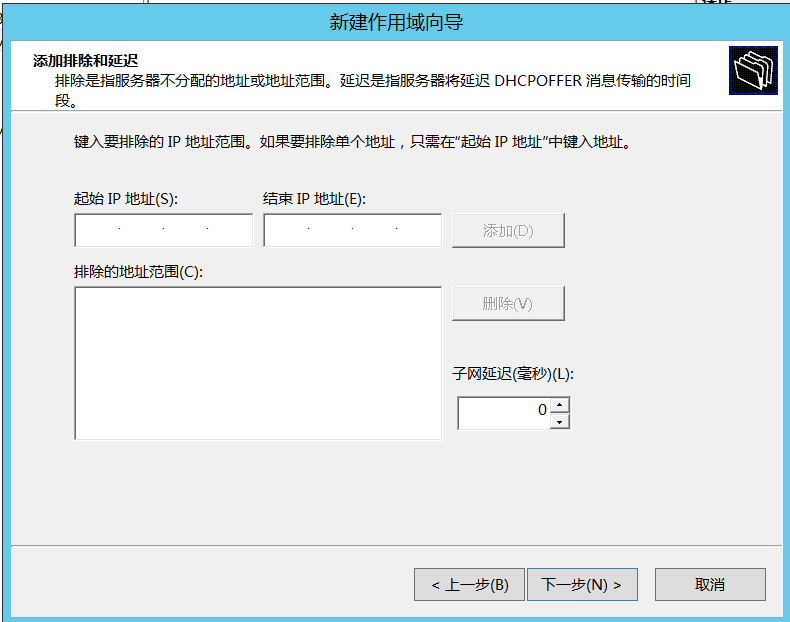 新建作用域向导
添加排除和延迟
排除是指服务器不分配的地址或地址范围。延迟是指服务器将延迟 DHCPOFFER 消息传输的时间
段。
键入要排除的 IP 地址范围。如果要排除单个地址，只需在“起始 IP 地址”中键入地址。
起始 IP 地址(S): 结束 IP 地址(E):
添加(D)
排除的地址范围(C):
删除(V)
子网延迟(毫秒)(L):
0
< 上一步(B) 下一步(N) > 取消